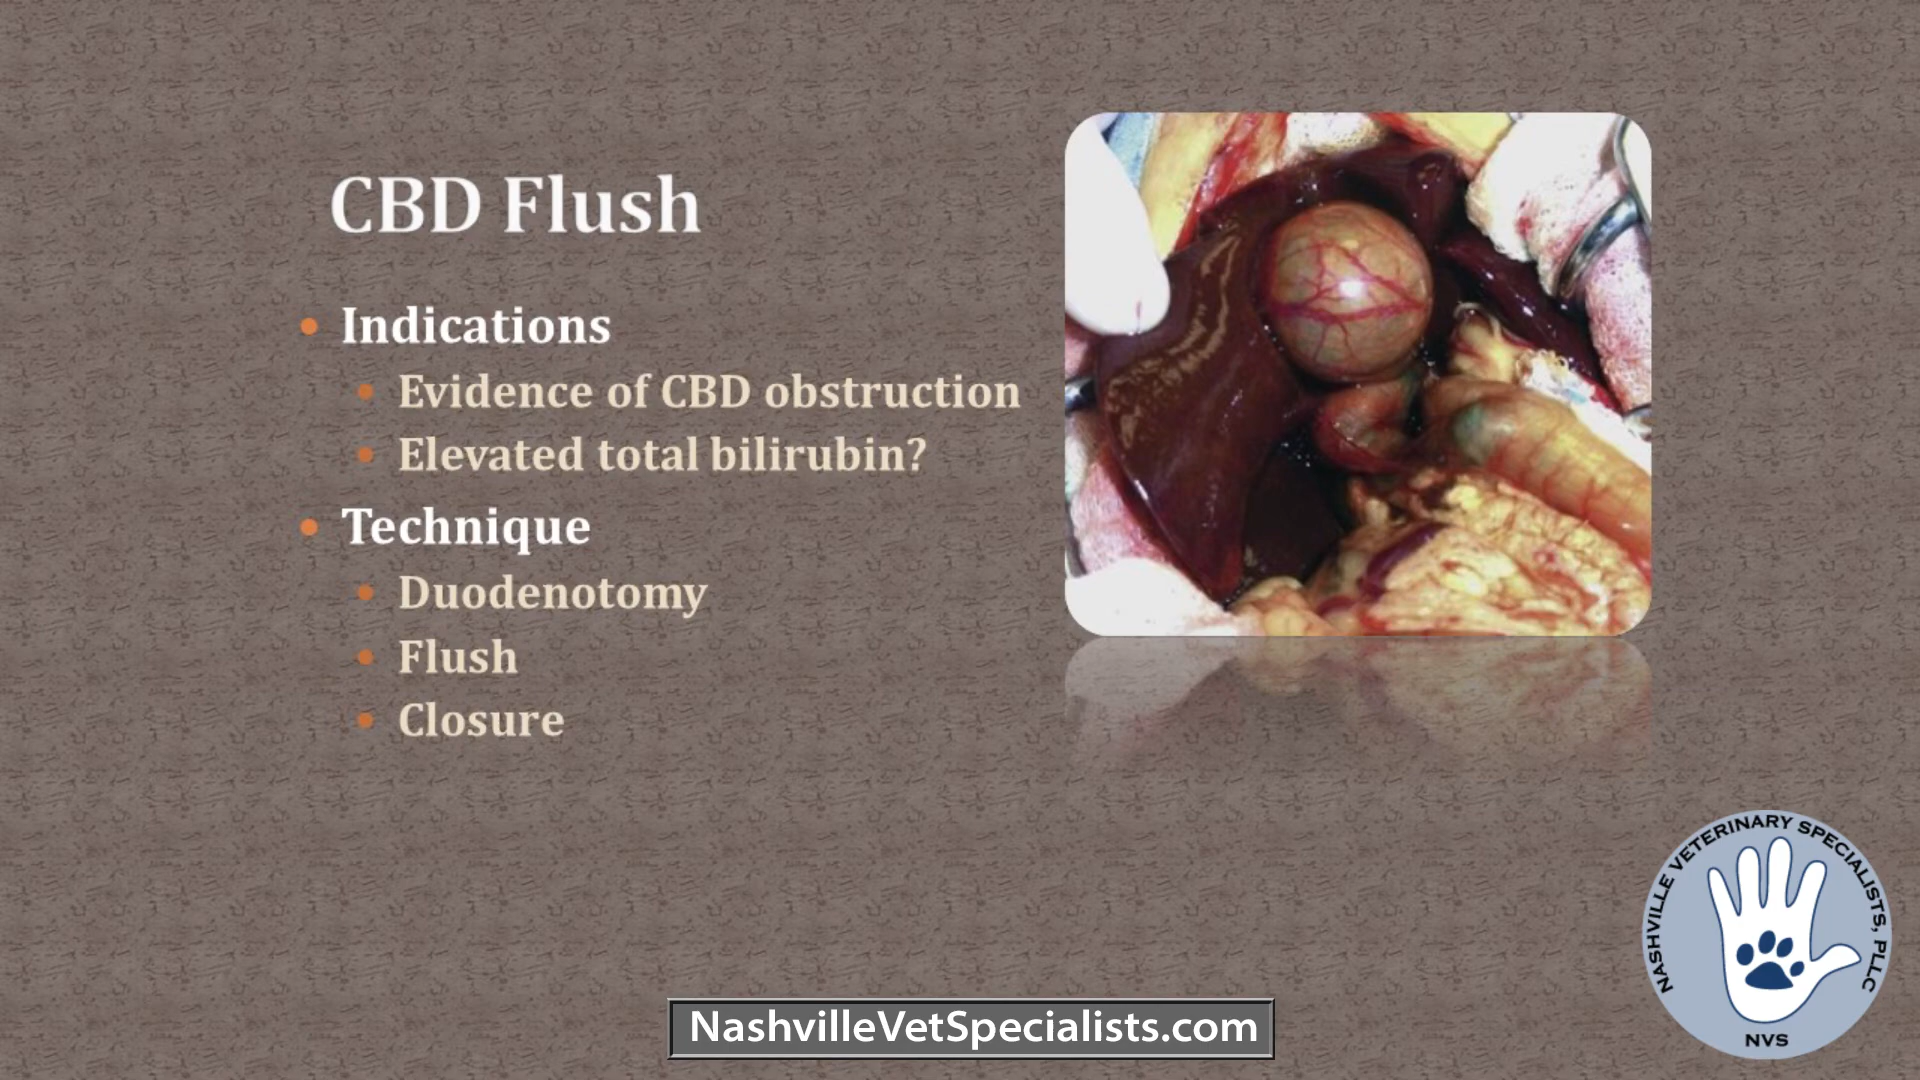 CBD Flush
Indications
Evidence of CBD obstruction
Elevated total bilirubin?
Technique
Duodenotomy
Flush
Closure
NASHVILLE VETERINARY SPECIALISTS, PLLC
NVS
NashvilleVetSpecialists.com